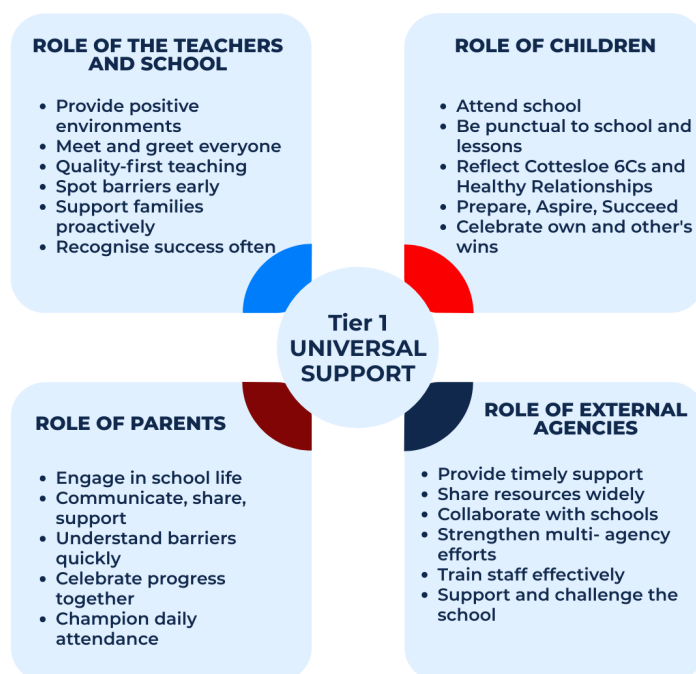 ROLE OF THE TEACHERS
AND SCHOOL
• Provide positive
environments
• Meet and greet everyone
• Quality-first teaching
• Spot barriers early
• Support families
proactively
• Recognise success often
ROLE OF CHILDREN
• Attend school
• Be punctual to school and
lessons
• Reflect Cottesloe 6Cs and
Healthy Relationships
• Prepare, Aspire, Succeed
• Celebrate own and other's
wins
Tier 1
UNIVERSAL
SUPPORT
ROLE OF PARENTS
• Engage in school life
• Communicate, share,
support
• Understand barriers
quickly
• Celebrate progress
together
• Champion daily
attendance
ROLE OF EXTERNAL
AGENCIES
• Provide timely support
• Share resources widely
• Collaborate with schools
• Strengthen multi- agency
efforts
• Train staff effectively
• Support and challenge the
school